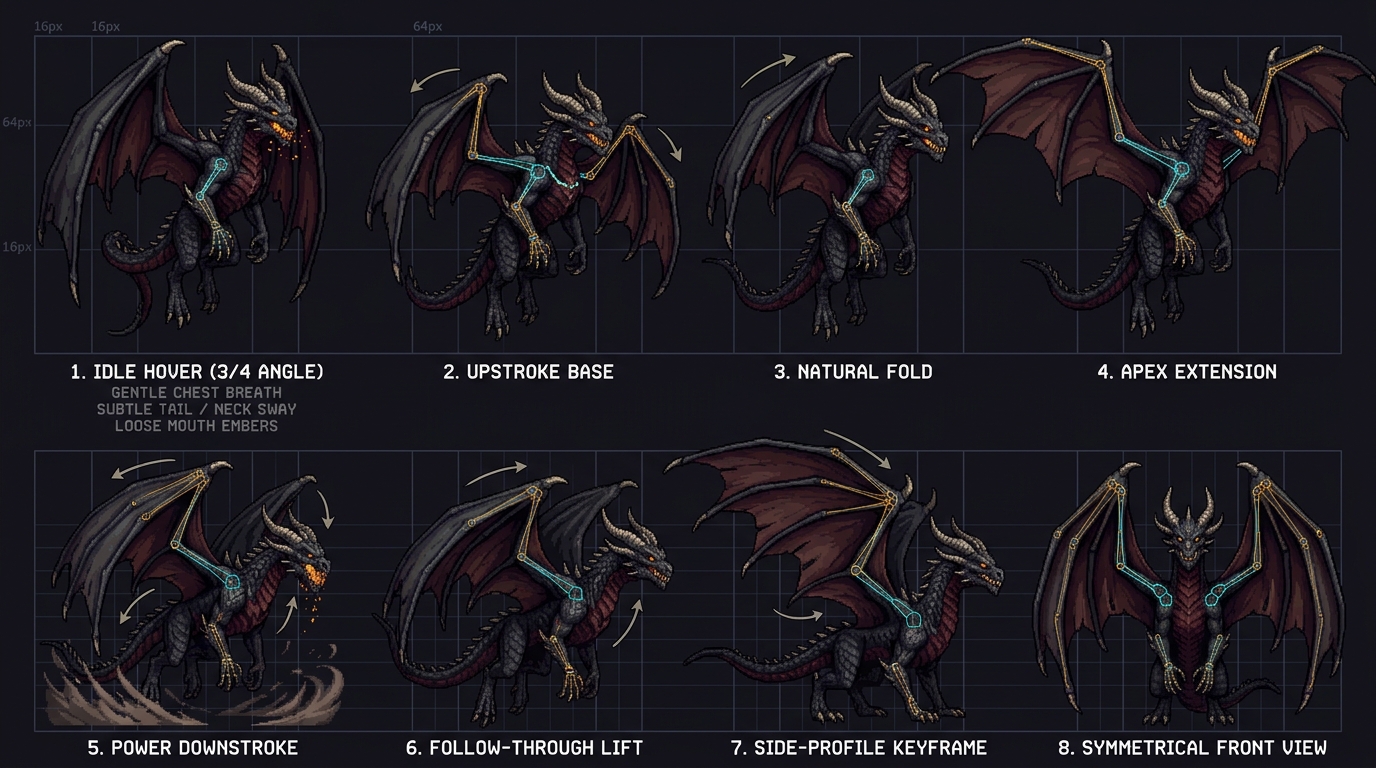 16px 16px 64px
64px
16px
1. IDLE HOVER (3/4 ANGLE)
GENTLE CHEST BREATH
SUBTLE TAIL / NECK SWAY
LOOSE MOUTH EMBERS
2. UPSTROKE BASE
3. NATURAL FOLD
4. APEX EXTENSION
5. POWER DOWNSTROKE
6. FOLLOW-THROUGH LIFT
7. SIDE-PROFILE KEYFRAME
8. SYMMETRICAL FRONT VIEW